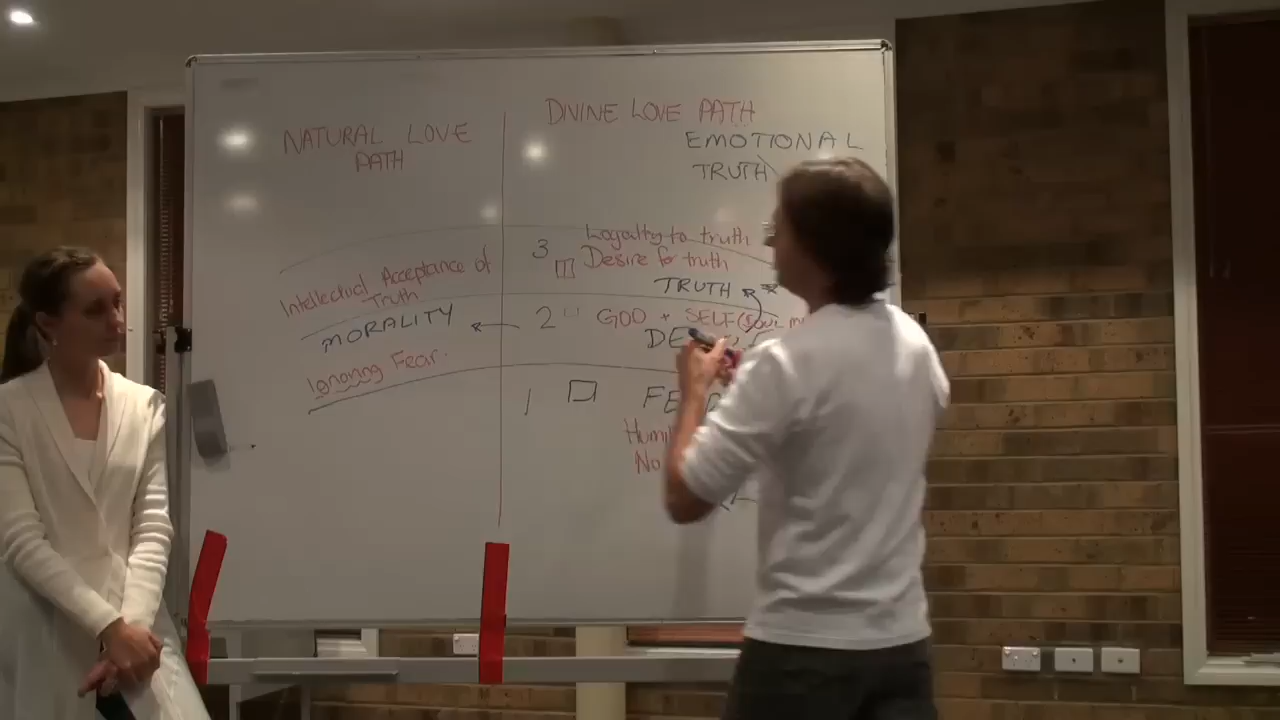 NATURAL LOVE
PATH
Intellectual Acceptance of
Truth
MORALITY
Ignoring Fear.
DIVINE LOVE PATH
EMOTIONAL
TRUTH
3 Loyalty to truth
Desire for truth
TRUTH
2 " GOD + SELF (SOUL
1